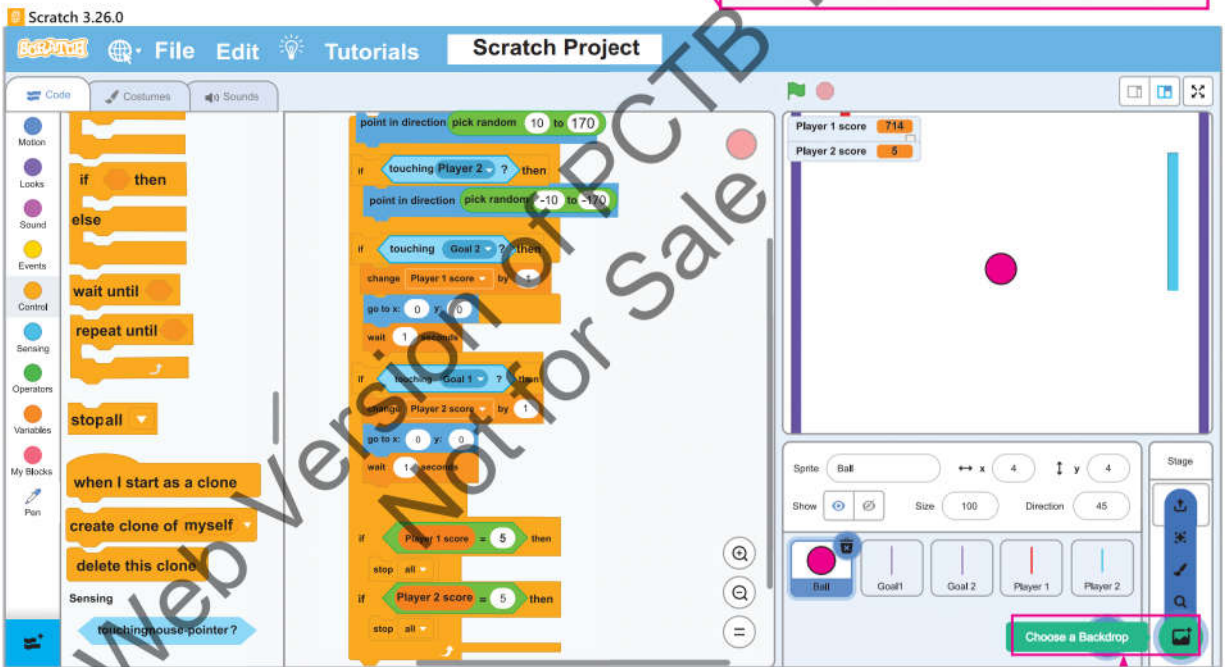 Scratch 3.26.0
SCRATCH File Edit Tutorials Scratch Project
Code Costumes Sounds
Motion
Looks
Sound
Events
Control
Sensing
Operators
Variables
My Blocks
Pen
if then
else
wait until
repeat until
stopall
when I start as a clone
create clone of myself
delete this clone
Sensing
touchingmouse-pointer?
point in direction pick random 10 to 170
if touching Player 2 ? then
point in direction pick random -10 to -170
if touching Goal 2 ? then
change Player 1 score by 1
go to x: 0 y: 0
wait 1 seconds
if touching Goal 1 ? then
change Player 2 score by 1
go to x: 0 y: 0
wait 1 seconds
if Player 1 score = 5 then
stop all
if Player 2 score = 5 then
stop all
Player 1 score 714
Player 2 score 5
Sprite Ball x 4 y 4
Show Size 100 Direction 45
Stage
Ball Goal1 Goal 2 Player 1 Player 2
Choose a Backdrop
Web Version of PCTB
Not for Sale